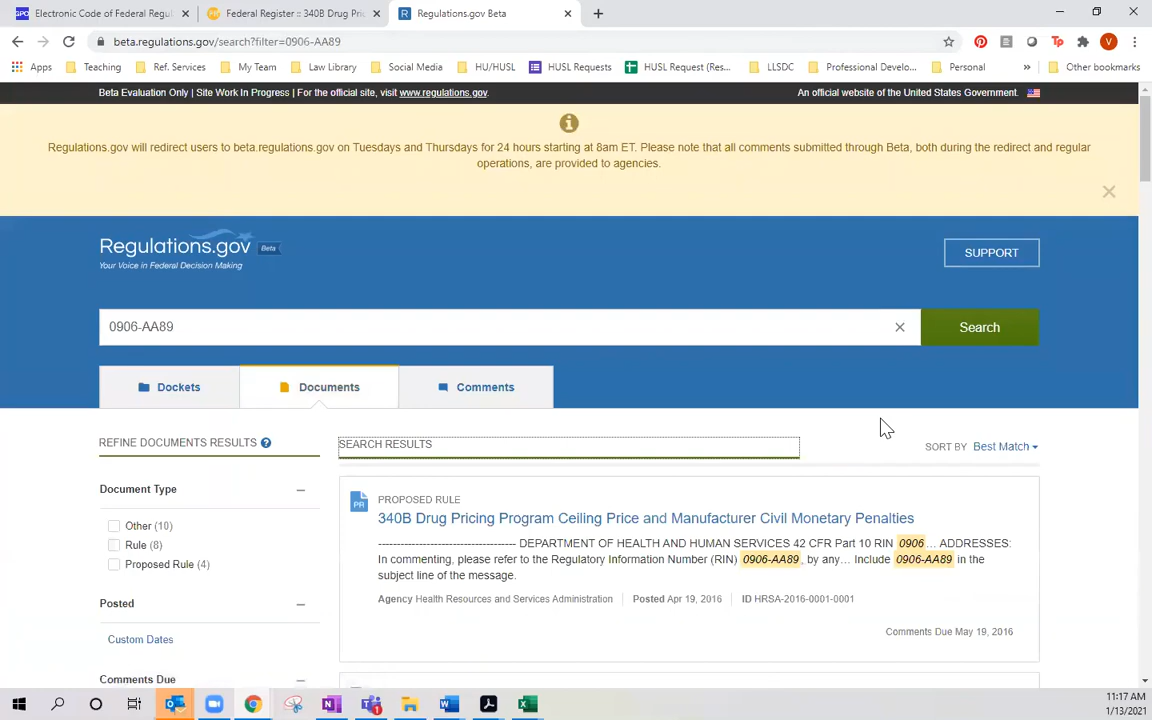 Electronic Code of Federal Regul
Federal Register :: 340B Drug Pric
Regulations.gov Beta
beta.regulations.gov/search?filter=0906-AA89
Apps
Teaching
Ref. Services
My Team
Law Library
Social Media
HU/HUSL
HUSL Requests
HUSL Request (Res...
LLSDC
Professional Develo...
Personal
Other bookmarks
Beta Evaluation Only | Site Work In Progress | For the official site, visit www.regulations.gov.
An official website of the United States Government.
Regulations.gov will redirect users to beta.regulations.gov on Tuesdays and Thursdays for 24 hours starting at 8am ET. Please note that all comments submitted through Beta, both during the redirect and regular
operations, are provided to agencies.
Regulations.gov Beta
Your Voice in Federal Decision Making
SUPPORT
0906-AA89
Search
Dockets
Documents
Comments
REFINE DOCUMENTS RESULTS
SEARCH RESULTS
SORT BY Best Match
Document Type
Other (10)
Rule (8)
Proposed Rule (4)
Posted
Custom Dates
Comments Due
PROPOSED RULE
340B Drug Pricing Program Ceiling Price and Manufacturer Civil Monetary Penalties
----------------------------------- DEPARTMENT OF HEALTH AND HUMAN SERVICES 42 CFR Part 10 RIN 0906... ADDRESSES:
In commenting, please refer to the Regulatory Information Number (RIN) 0906-AA89, by any... Include 0906-AA89 in the
subject line of the message.
Agency Health Resources and Services Administration
Posted Apr 19, 2016
ID HRSA-2016-0001-0001
Comments Due May 19, 2016
11:17 AM
1/13/2021